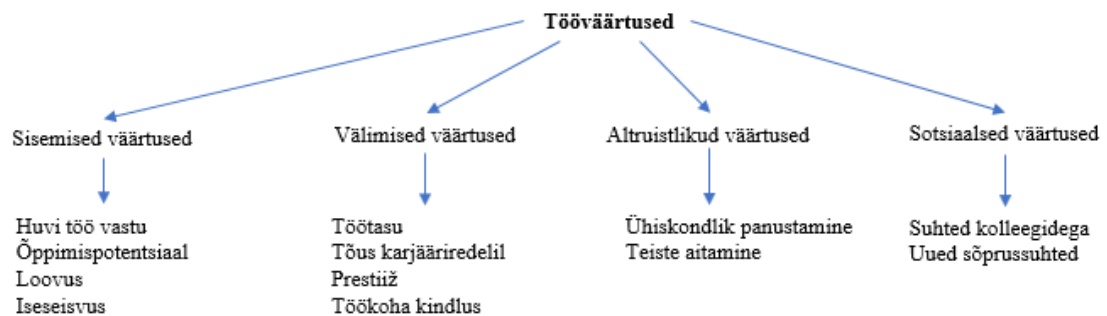 Tööväärtused
Sisemised väärtused
Välimised väärtused
Altruistlikud väärtused
Sotsiaalsed väärtused
Huvi töö vastu
Õppimispotentsiaal
Loovus
Iseseisvus
Töötasu
Tõus karjääriredelil
Prestiiž
Töökoha kindlus
Ühiskondlik panustamine
Teiste aitamine
Suhted kolleegidega
Uued sõprussuhted